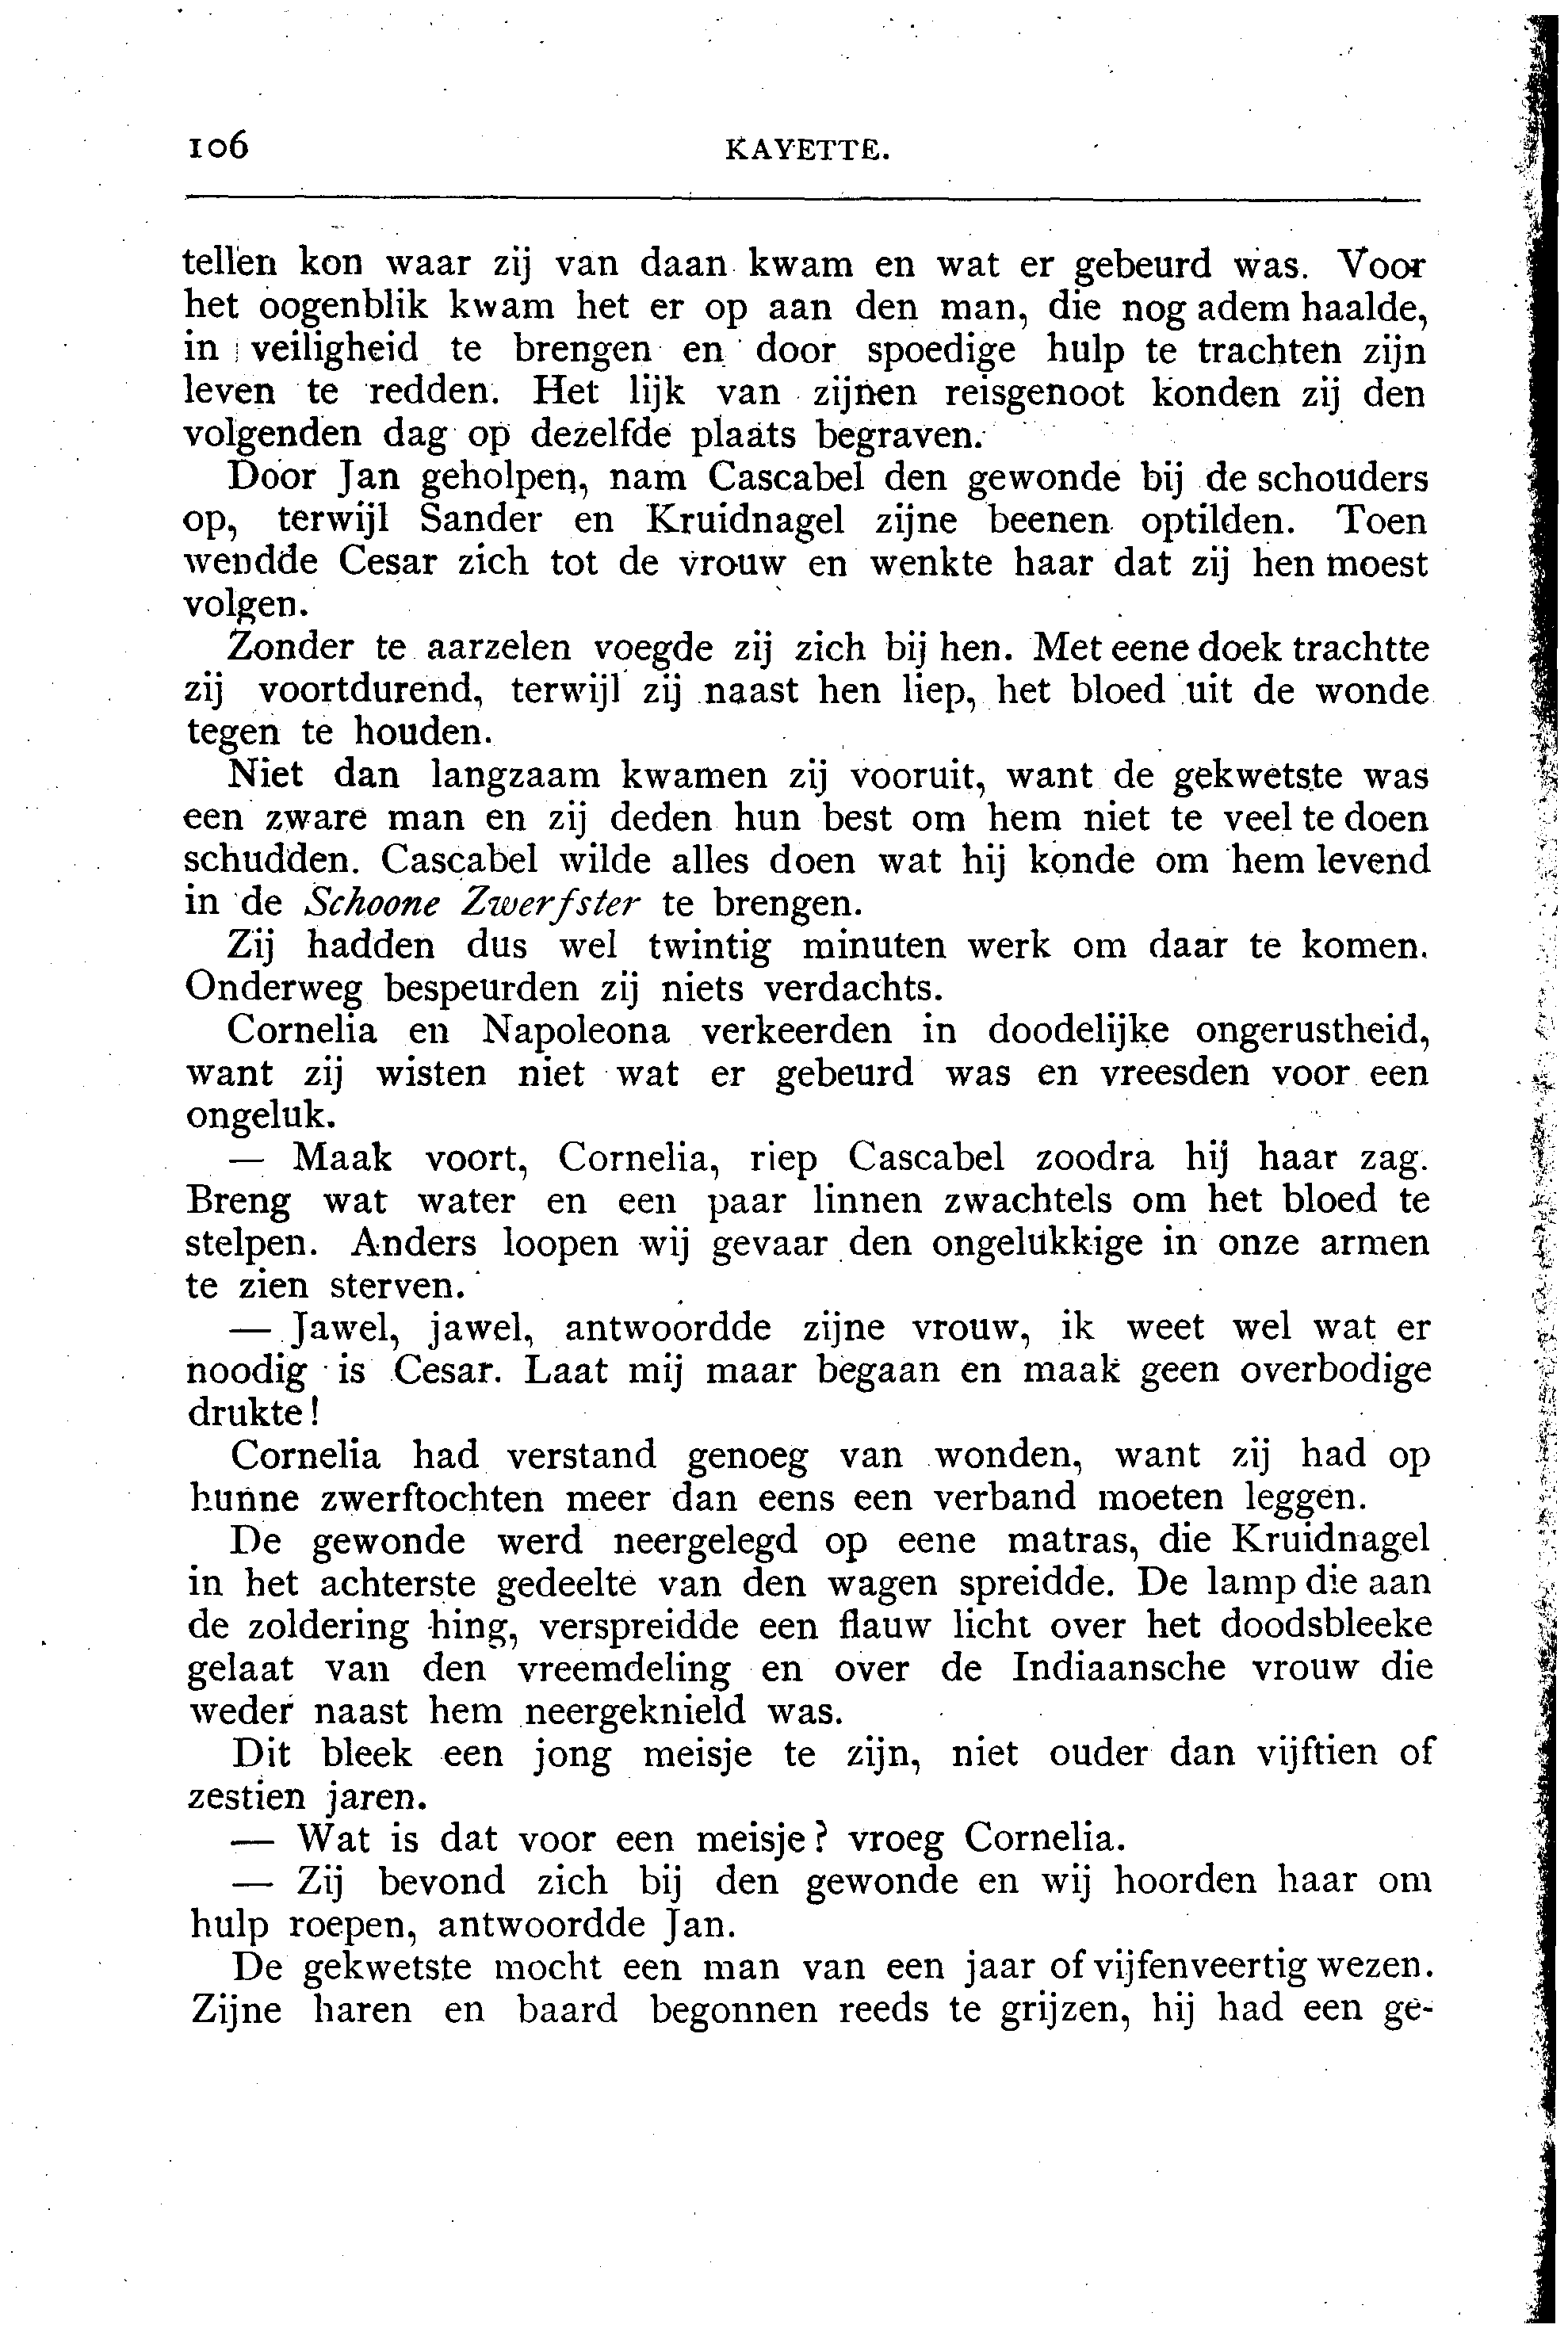 106 KAYETTE.
tellen kon waar zij van daan kwam en wat er gebeurd was. Voor
het oogenblik kwam het er op aan den man, die nog adem haalde,
in veiligheid te brengen en door spoedige hulp te trachten zijn
leven te redden. Het lijk van zijnen reisgenoot konden zij den
volgenden dag op dezelfde plaats begraven.
Door Jan geholpen, nam Cascabel den gewonde bij de schouders
op, terwijl Sander en Kruidnagel zijne beenen optilden. Toen
wendde Cesar zich tot de vrouw en wenkte haar dat zij hen moest
volgen.
Zonder te aarzelen voegde zij zich bij hen. Met eene doek trachtte
zij voortdurend, terwijl zij naast hen liep, het bloed uit de wonde
tegen te houden.
Niet dan langzaam kwamen zij vooruit, want de gekwetste was
een zware man en zij deden hun best om hem niet te veel te doen
schudden. Cascabel wilde alles doen wat hij konde om hem levend
in de Schoone Zwerfster te brengen.
Zij hadden dus wel twintig minuten werk om daar te komen.
Onderweg bespeurden zij niets verdachts.
Cornelia en Napoleona verkeerden in doodelijke ongerustheid,
want zij wisten niet wat er gebeurd was en vreesden voor een
ongeluk.
— Maak voort, Cornelia, riep Cascabel zoodra hij haar zag.
Breng wat water en een paar linnen zwachtels om het bloed te
stelpen. Anders loopen wij gevaar den ongelukkige in onze armen
te zien sterven.
— Jawel, jawel, antwoordde zijne vrouw, ik weet wel wat er
noodig is Cesar. Laat mij maar begaan en maak geen overbodige
drukte!
Cornelia had verstand genoeg van wonden, want zij had op
hunne zwerftochten meer dan eens een verband moeten leggen.
De gewonde werd neergelegd op eene matras, die Kruidnagel
in het achterste gedeelte van den wagen spreidde. De lamp die aan
de zoldering hing, verspreidde een flauw licht over het doodsbleeke
gelaat van den vreemdeling en over de Indiaansche vrouw die
weder naast hem neergeknield was.
Dit bleek een jong meisje te zijn, niet ouder dan vijftien of
zestien jaren.
— Wat is dat voor een meisje? vroeg Cornelia.
— Zij bevond zich bij den gewonde en wij hoorden haar om
hulp roepen, antwoordde Jan.
De gekwetste mocht een man van een jaar of vijfenveertig wezen.
Zijne haren en baard begonnen reeds te grijzen, hij had een ge-